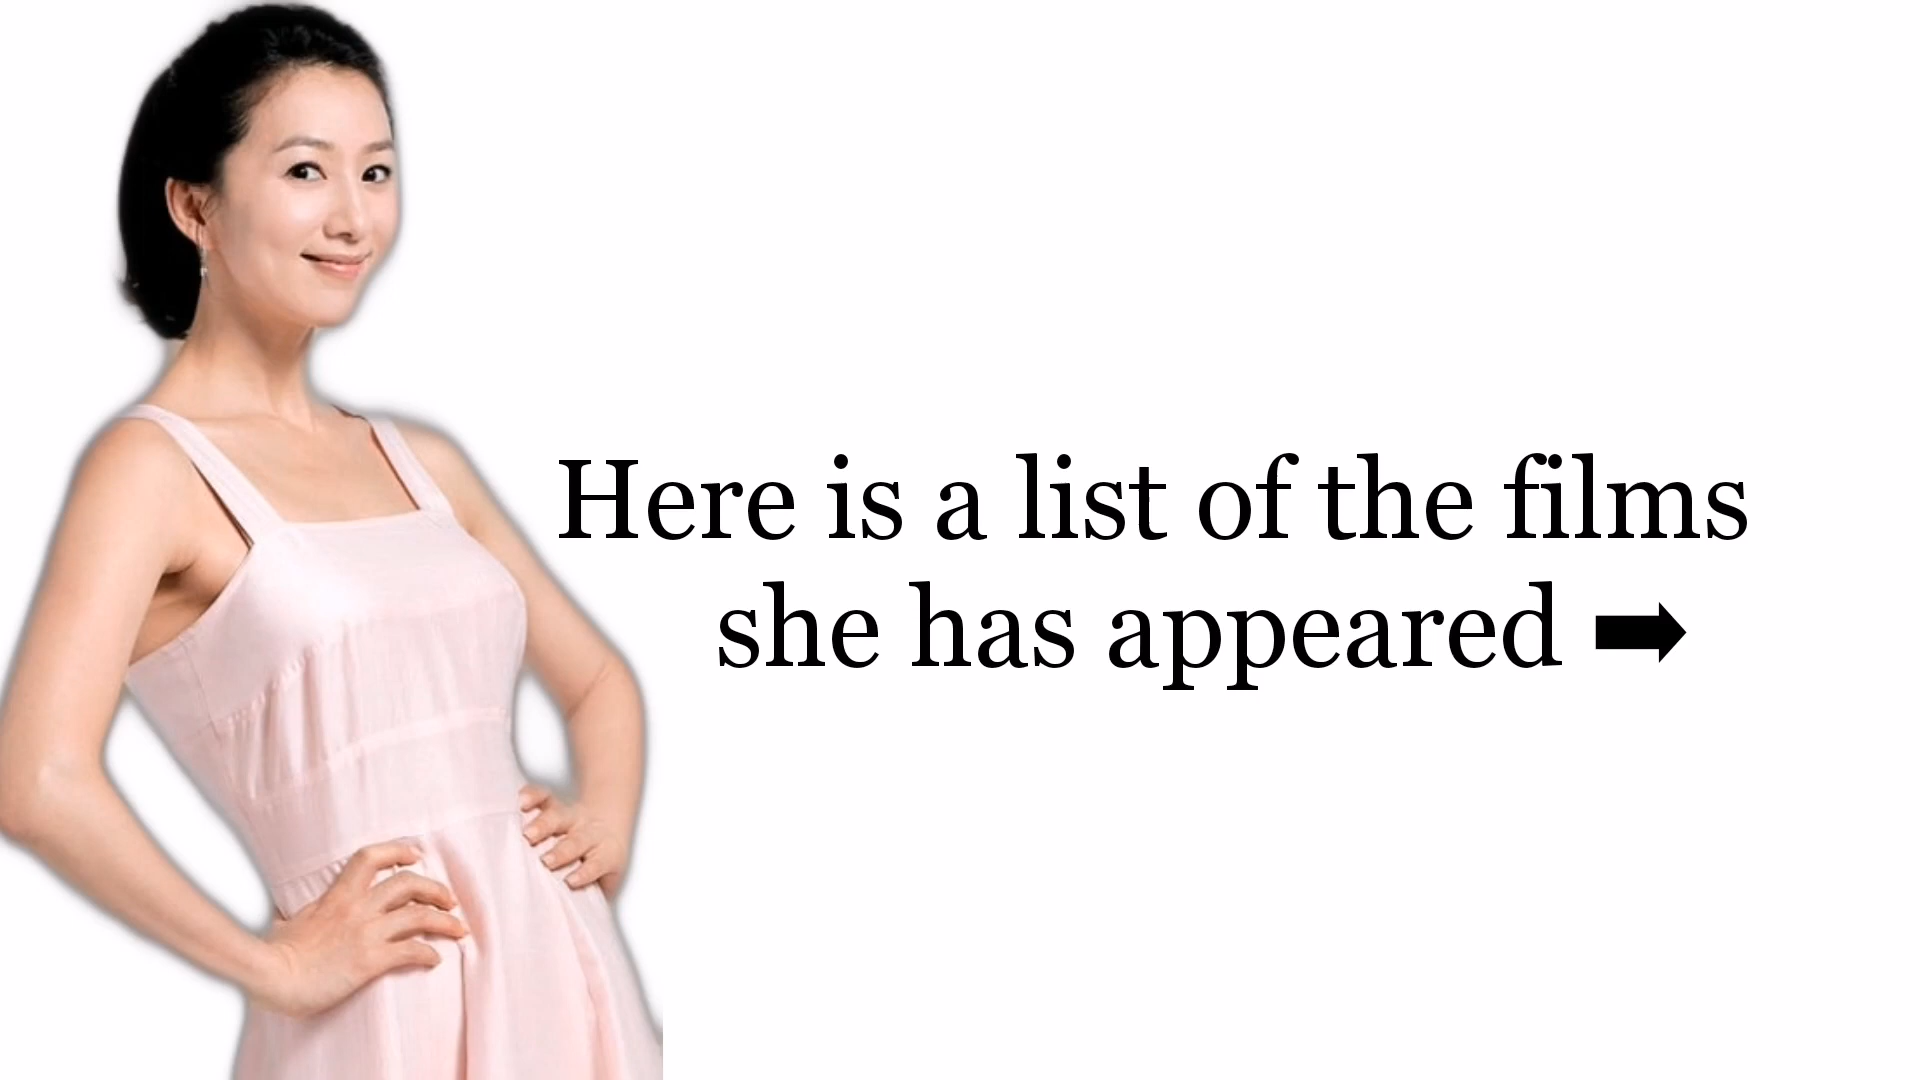 Here is a list of the films
she has appeared ➡